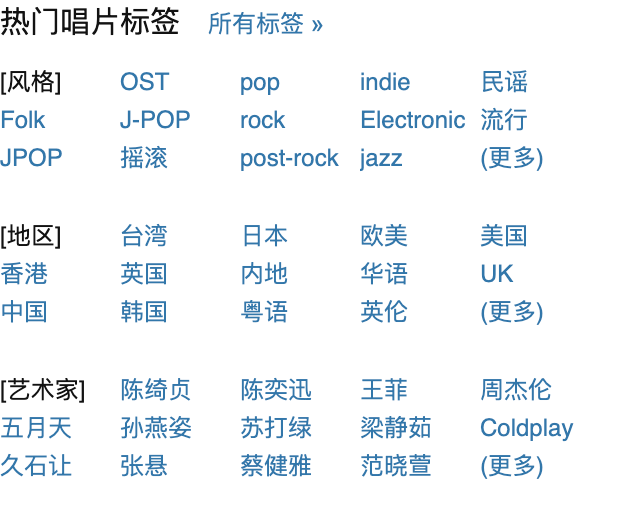 热门唱片标签 所有标签 »
[风格] OST pop indie 民谣
Folk J-POP rock Electronic 流行
JPOP 摇滚 post-rock jazz (更多)
[地区] 台湾 日本 欧美 美国
香港 英国 内地 华语 UK
中国 韩国 粤语 英伦 (更多)
[艺术家] 陈绮贞 陈奕迅 王菲 周杰伦
五月天 孙燕姿 苏打绿 梁静茹 Coldplay
久石让 张悬 蔡健雅 范晓萱 (更多)